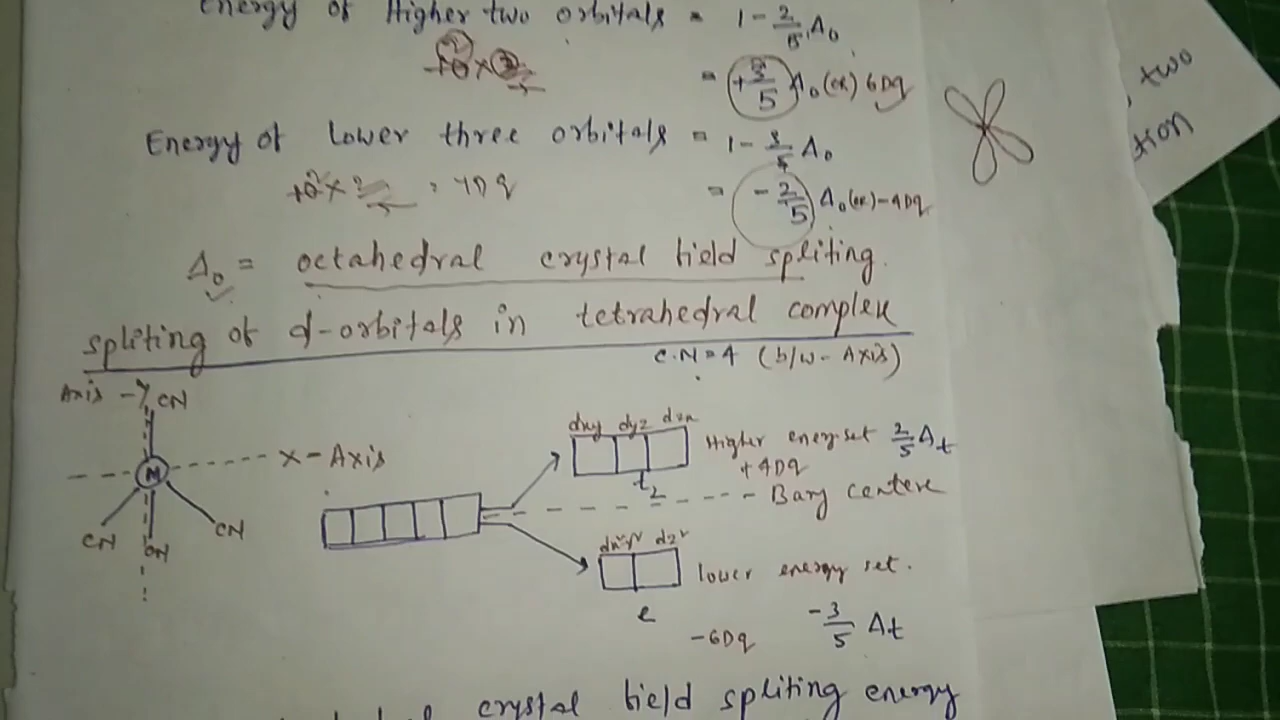 Energy of Higher two orbitals = 1 - 2/5 Δ₀
= + 3/5 Δ₀ (or) 6Dq
two
tion
Energy of Lower three orbitals = 1 - 3/5 Δ₀
= - 2/5 Δ₀ (or) -4Dq
Δ₀ = octahedral crystal field spliting.
spliting of d-orbitals in tetrahedral complex
C.N = 4 (b/w - Axis)
Axis - Y CN
M X - Axis
CN CN CN
dxy dyz dzx
Higher energy set 2/5 Δt
+4Dq
t₂
Bary centere
dx²-y² dz²
lower energy set.
e
-6Dq -3/5 Δt
crystal field spliting energy